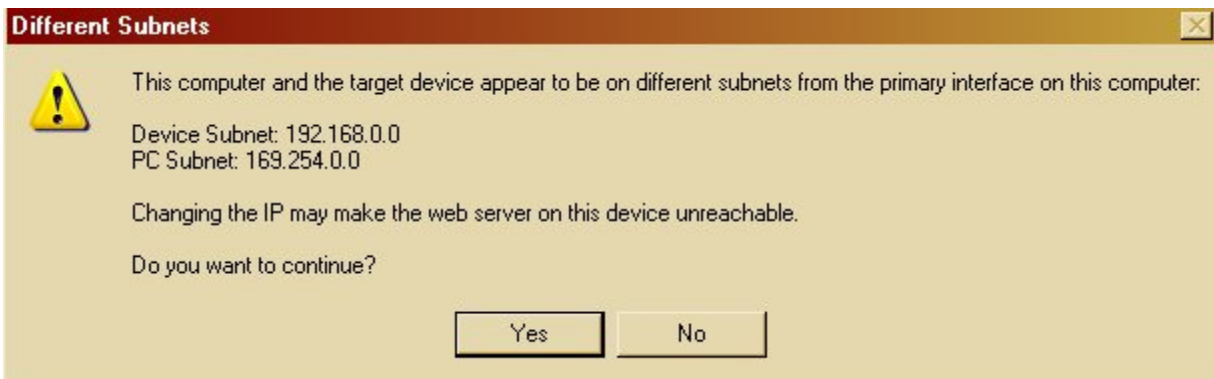 Different Subnets
This computer and the target device appear to be on different subnets from the primary interface on this computer:
Device Subnet: 192.168.0.0
PC Subnet: 169.254.0.0
Changing the IP may make the web server on this device unreachable.
Do you want to continue?
Yes
No